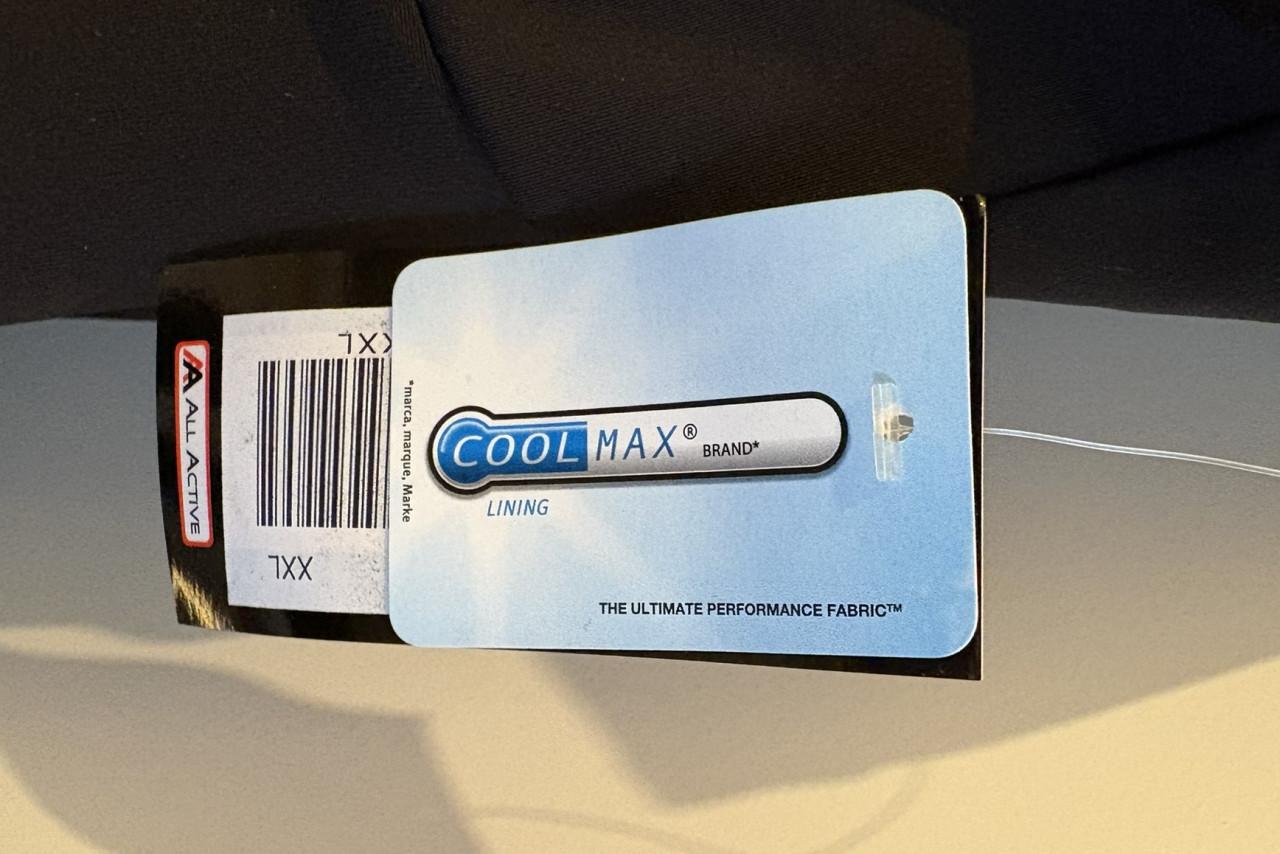 XXL
ALL ACTIVE
XXL
*marca, marque, Marke
COOLMAX® BRAND*
LINING
THE ULTIMATE PERFORMANCE FABRIC™